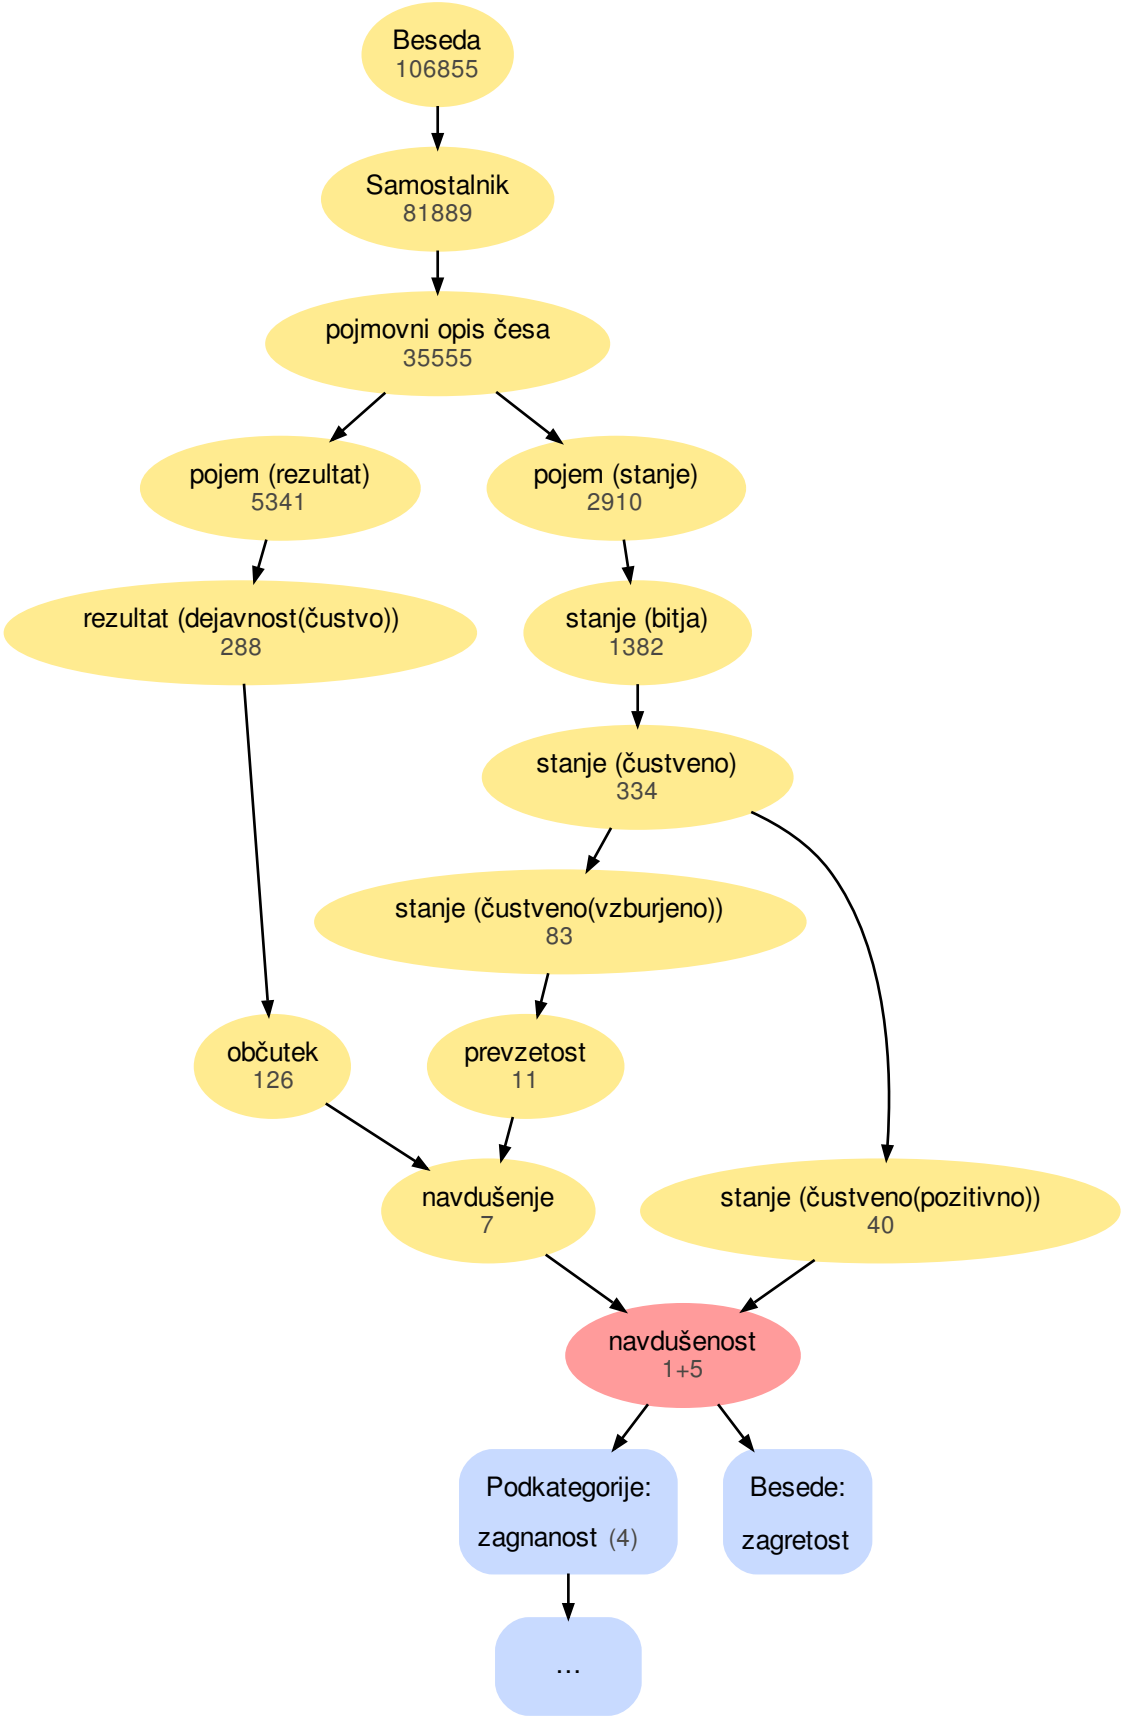 Beseda
106855
Samostalnik
81889
pojmovni opis česa
35555
pojem (rezultat)
5341
pojem (stanje)
2910
rezultat (dejavnost(čustvo))
288
stanje (bitja)
1382
stanje (čustveno)
334
stanje (čustveno(vzburjeno))
83
občutek
126
prevzetost
11
navdušenje
7
stanje (čustveno(pozitivno))
40
navdušenost
1+5
Podkategorije:
zagnanost (4)
Besede:
zagretost
...